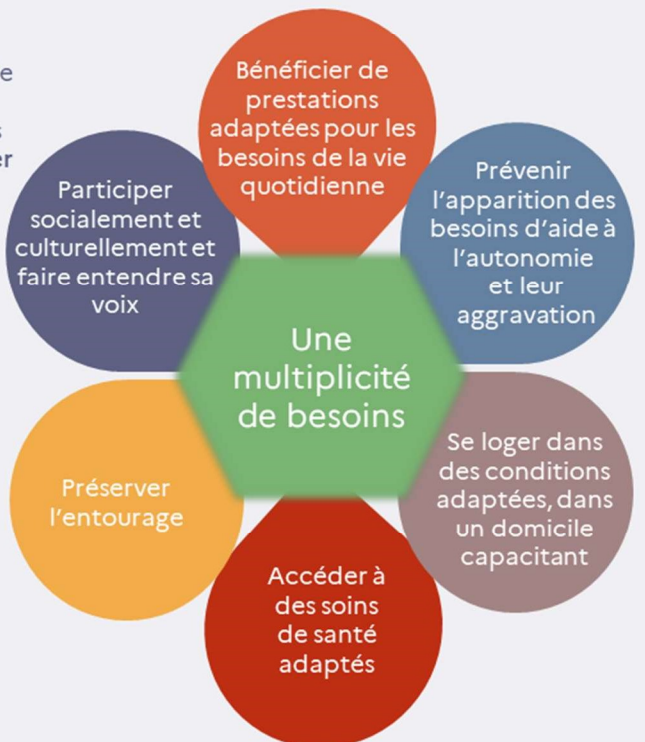 e
s
er
Bénéficier de
prestations
adaptées pour les
besoins de la vie
quotidienne
Prévenir
l'apparition des
besoins d'aide à
l'autonomie
et leur
aggravation
Se loger dans
des conditions
adaptées, dans
un domicile
capacitant
Accéder à
des soins
de santé
adaptés
Préserver
l'entourage
Participer
socialement et
culturellement et
faire entendre sa
voix
Une
multiplicité
de besoins